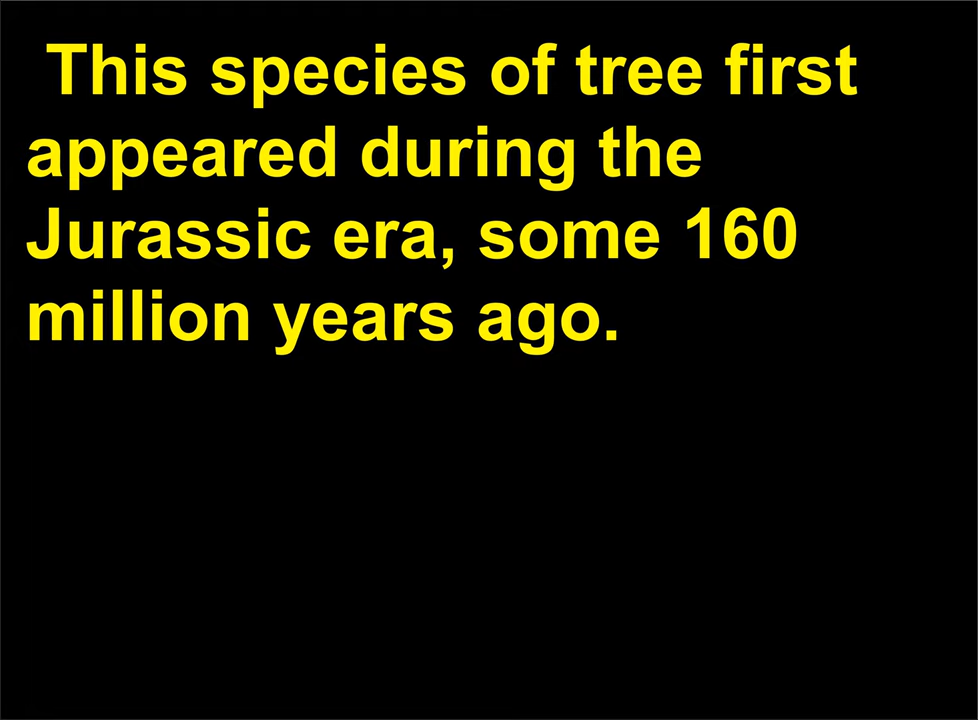 This species of tree first
appeared during the
Jurassic era, some 160
million years ago.